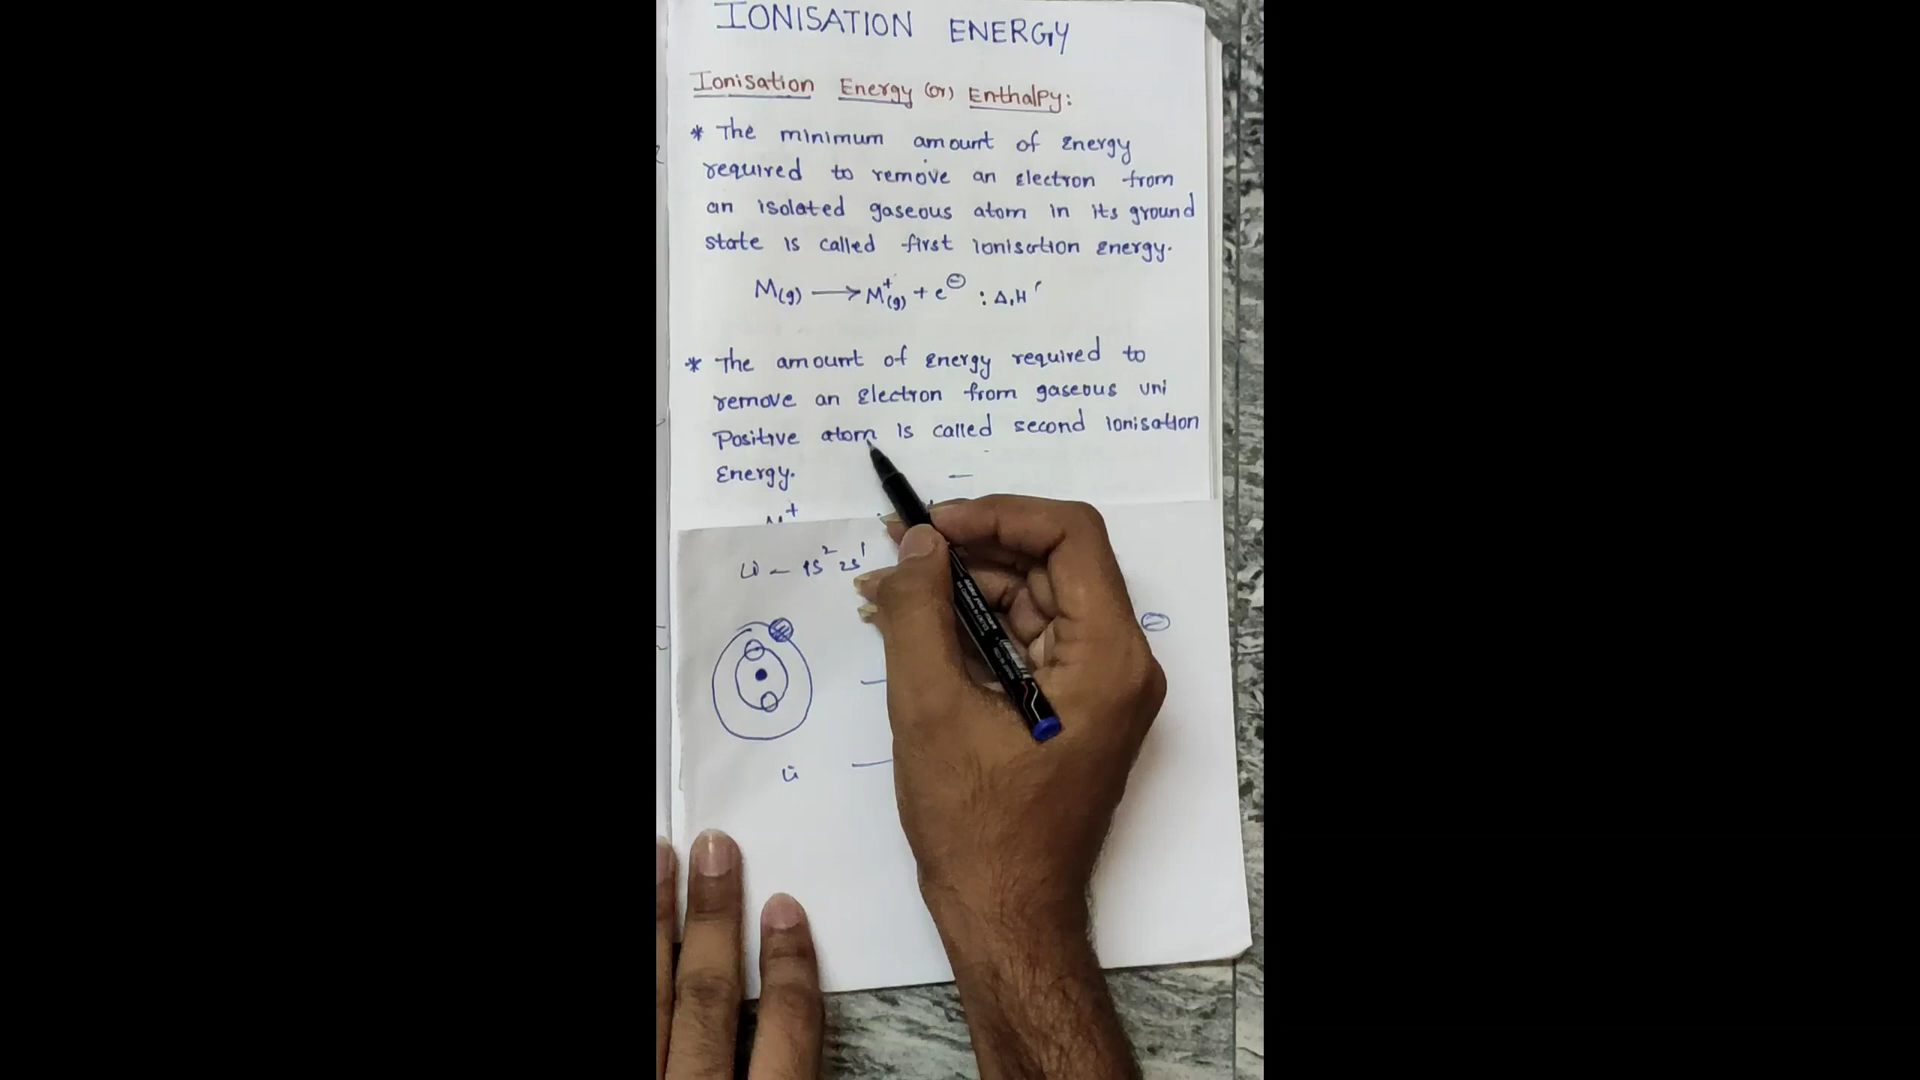 IONISATION ENERGY
Ionisation Energy (or) Enthalpy:
* The minimum amount of Energy
required to remove an Electron from
an isolated gaseous atom in its ground
state is called first ionisation Energy.
M(g) → M⁺(g) + e⊖ : Δ₁H
* The amount of Energy required to
remove an Electron from gaseous uni
Positive atom is called second ionisation
Energy.
Li – 1s² 2s¹
⊖
Li